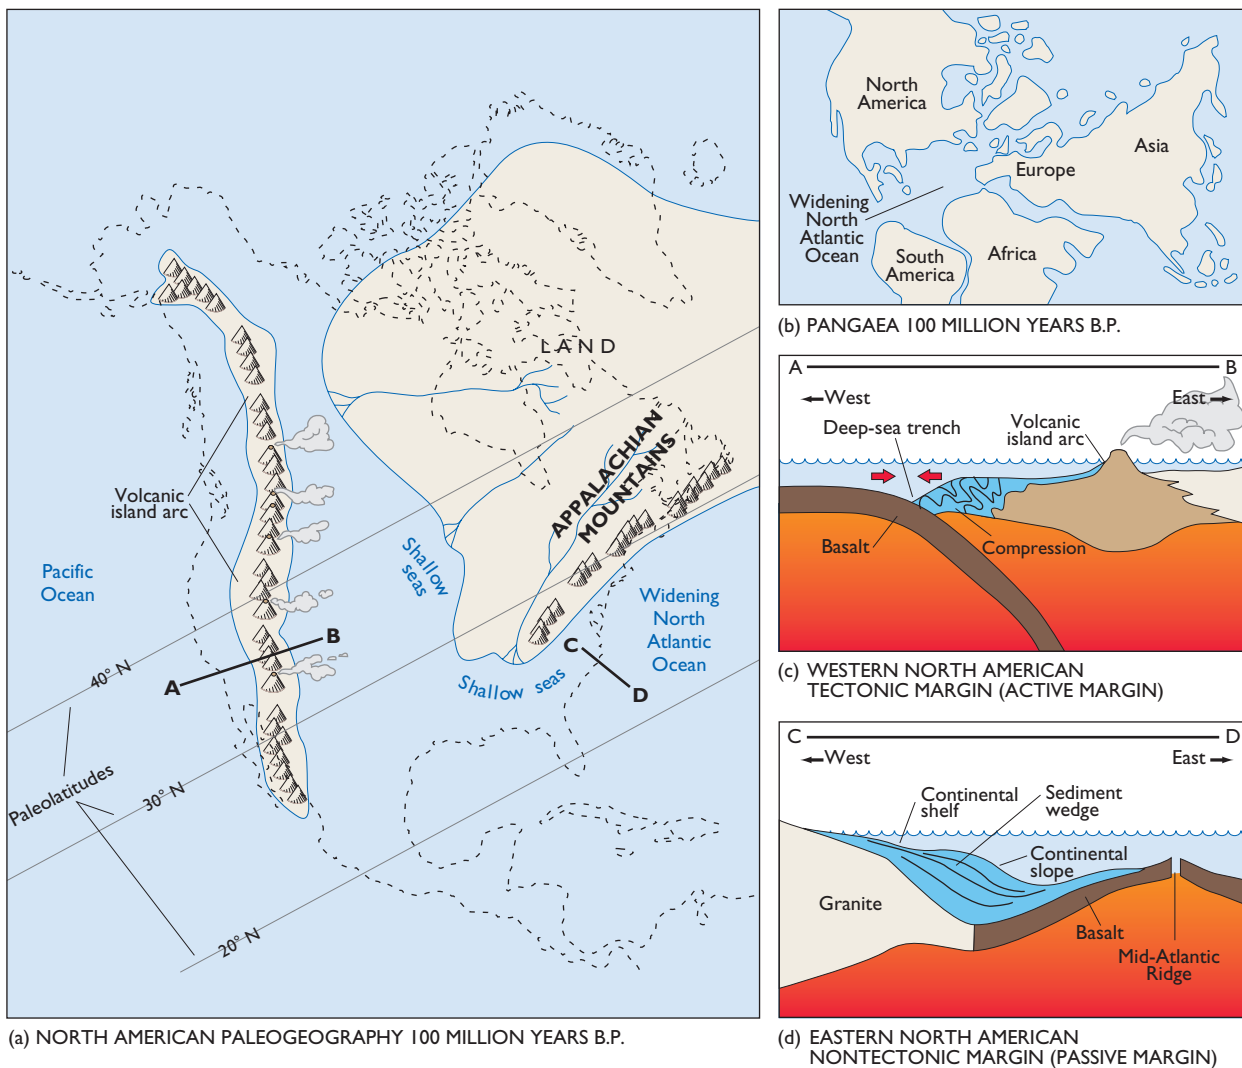 LAND
APPALACHIAN
MOUNTAINS
Volcanic
island arc
Pacific
Ocean
Shallow
seas
Widening
North
Atlantic
Ocean
Shallow seas
A
B
C
D
40° N
30° N
20° N
Paleolatitudes
(a) NORTH AMERICAN PALEOGEOGRAPHY 100 MILLION YEARS B.P.
North
America
Asia
Europe
Widening
North
Atlantic
Ocean
South
America
Africa
(b) PANGAEA 100 MILLION YEARS B.P.
A
B
West
East
Deep-sea trench
Volcanic
island arc
Basalt
Compression
(c) WESTERN NORTH AMERICAN
TECTONIC MARGIN (ACTIVE MARGIN)
C
D
West
East
Continental
shelf
Sediment
wedge
Continental
slope
Granite
Basalt
Mid-Atlantic
Ridge
(d) EASTERN NORTH AMERICAN
NONTECTONIC MARGIN (PASSIVE MARGIN)